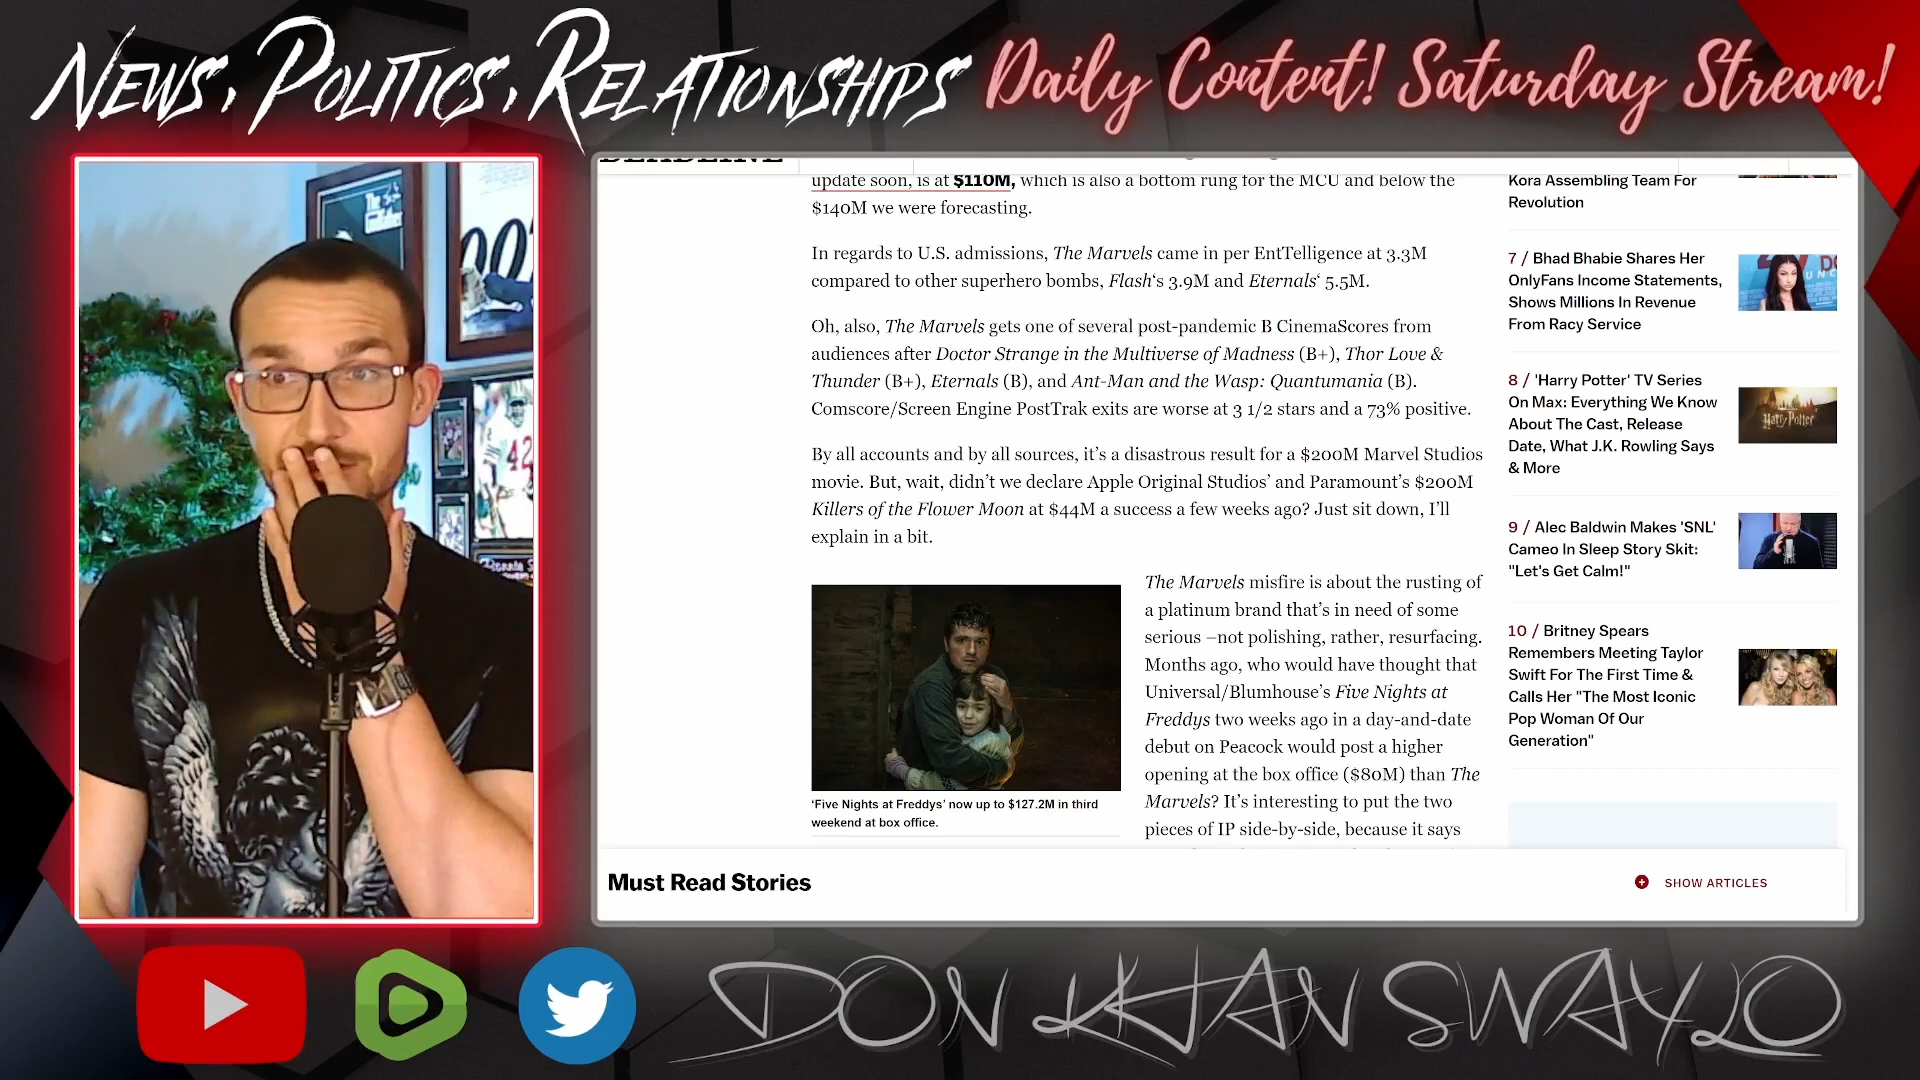 NEWS, POLITICS, RELATIONSHIPS Daily Content! Saturday Stream!
DEADLINE
update soon, is at $110M, which is also a bottom rung for the MCU and below the
$140M we were forecasting.
In regards to U.S. admissions, The Marvels came in per EntTelligence at 3.3M
compared to other superhero bombs, Flash‘s 3.9M and Eternals‘ 5.5M.
Oh, also, The Marvels gets one of several post-pandemic B CinemaScores from
audiences after Doctor Strange in the Multiverse of Madness (B+), Thor Love &
Thunder (B+), Eternals (B), and Ant-Man and the Wasp: Quantumania (B).
Comscore/Screen Engine PostTrak exits are worse at 3 1/2 stars and a 73% positive.
By all accounts and by all sources, it’s a disastrous result for a $200M Marvel Studios
movie. But, wait, didn’t we declare Apple Original Studios’ and Paramount’s $200M
Killers of the Flower Moon at $44M a success a few weeks ago? Just sit down, I’ll
explain in a bit.
The Marvels misfire is about the rusting of
a platinum brand that’s in need of some
serious –not polishing, rather, resurfacing.
Months ago, who would have thought that
Universal/Blumhouse’s Five Nights at
Freddys two weeks ago in a day-and-date
debut on Peacock would post a higher
opening at the box office ($80M) than The
Marvels? It’s interesting to put the two
pieces of IP side-by-side, because it says
‘Five Nights at Freddys’ now up to $127.2M in third
weekend at box office.
Kora Assembling Team For
Revolution
7 / Bhad Bhabie Shares Her
OnlyFans Income Statements,
Shows Millions In Revenue
From Racy Service
8 / 'Harry Potter' TV Series
On Max: Everything We Know
About The Cast, Release
Date, What J.K. Rowling Says
& More
Harry Potter
9 / Alec Baldwin Makes 'SNL'
Cameo In Sleep Story Skit:
"Let's Get Calm!"
10 / Britney Spears
Remembers Meeting Taylor
Swift For The First Time &
Calls Her "The Most Iconic
Pop Woman Of Our
Generation"
Must Read Stories
SHOW ARTICLES
The
Godfather
007
42
DON KHAN SWAYLO